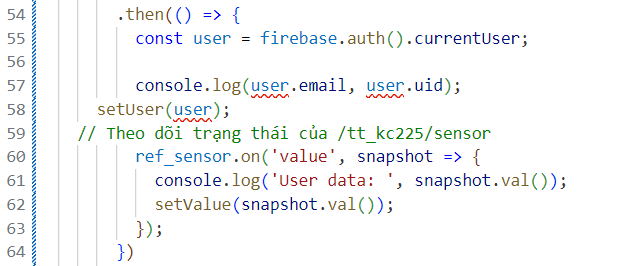 54 .then(() => {
55 const user = firebase.auth().currentUser;
56
57 console.log(user.email, user.uid);
58 setUser(user);
59 // Theo dõi trạng thái của /tt_kc225/sensor
60 ref_sensor.on('value', snapshot => {
61 console.log('User data: ', snapshot.val());
62 setValue(snapshot.val());
63 });
64 })